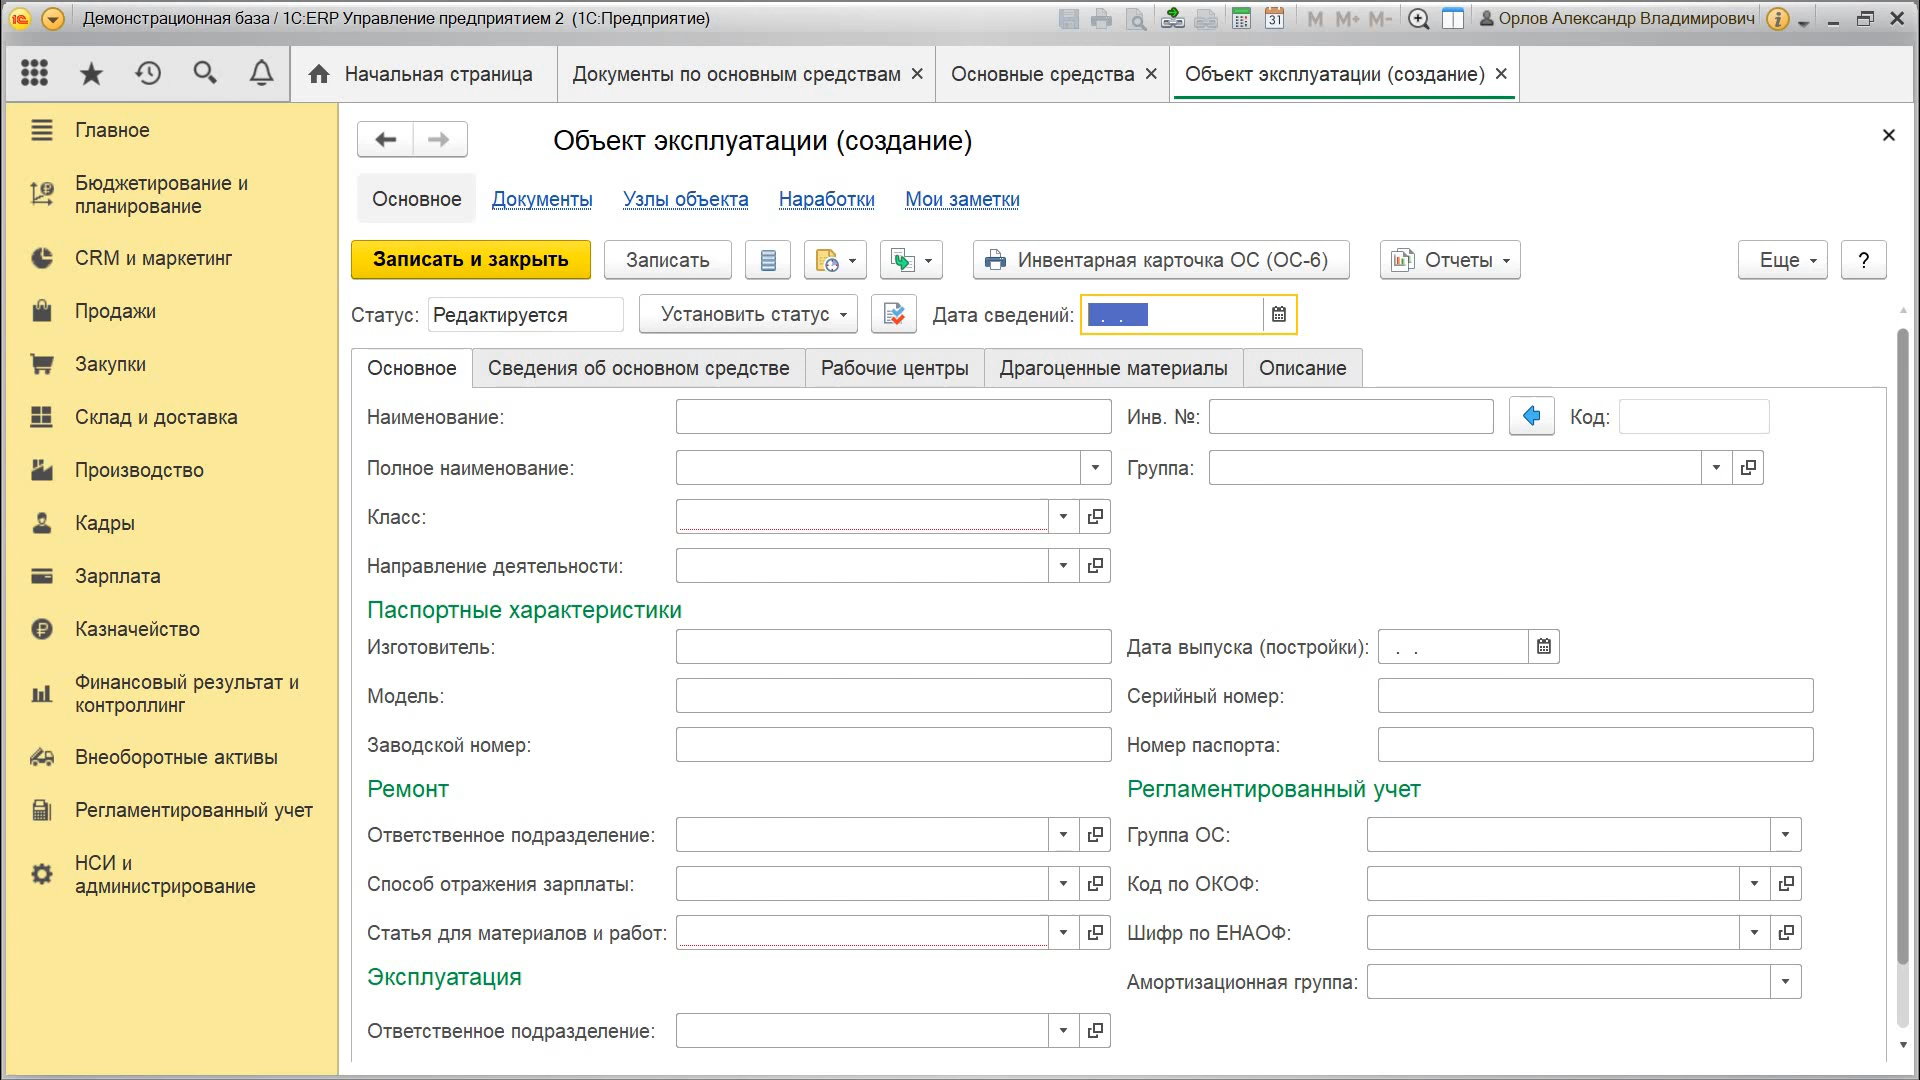 Демонстрационная база / 1С:ERP Управление предприятием 2 (1С:Предприятие)
M M+ M- Орлов Александр Владимирович
Начальная страница
Документы по основным средствам
Основные средства
Объект эксплуатации (создание)
Главное
Бюджетирование и
планирование
CRM и маркетинг
Продажи
Закупки
Склад и доставка
Производство
Кадры
Зарплата
Казначейство
Финансовый результат и
контроллинг
Внеоборотные активы
Регламентированный учет
НСИ и
администрирование
Объект эксплуатации (создание)
Основное Документы Узлы объекта Наработки Мои заметки
Записать и закрыть Записать Инвентарная карточка ОС (ОС-6) Отчеты Еще ?
Статус: Редактируется Установить статус Дата сведений: . .
Основное Сведения об основном средстве Рабочие центры Драгоценные материалы Описание
Наименование: Инв. №: Код:
Полное наименование: Группа:
Класс:
Направление деятельности:
Паспортные характеристики
Изготовитель: Дата выпуска (постройки): . .
Модель: Серийный номер:
Заводской номер: Номер паспорта:
Ремонт Регламентированный учет
Ответственное подразделение: Группа ОС:
Способ отражения зарплаты: Код по ОКОФ:
Статья для материалов и работ: Шифр по ЕНАОФ:
Эксплуатация Амортизационная группа:
Ответственное подразделение: